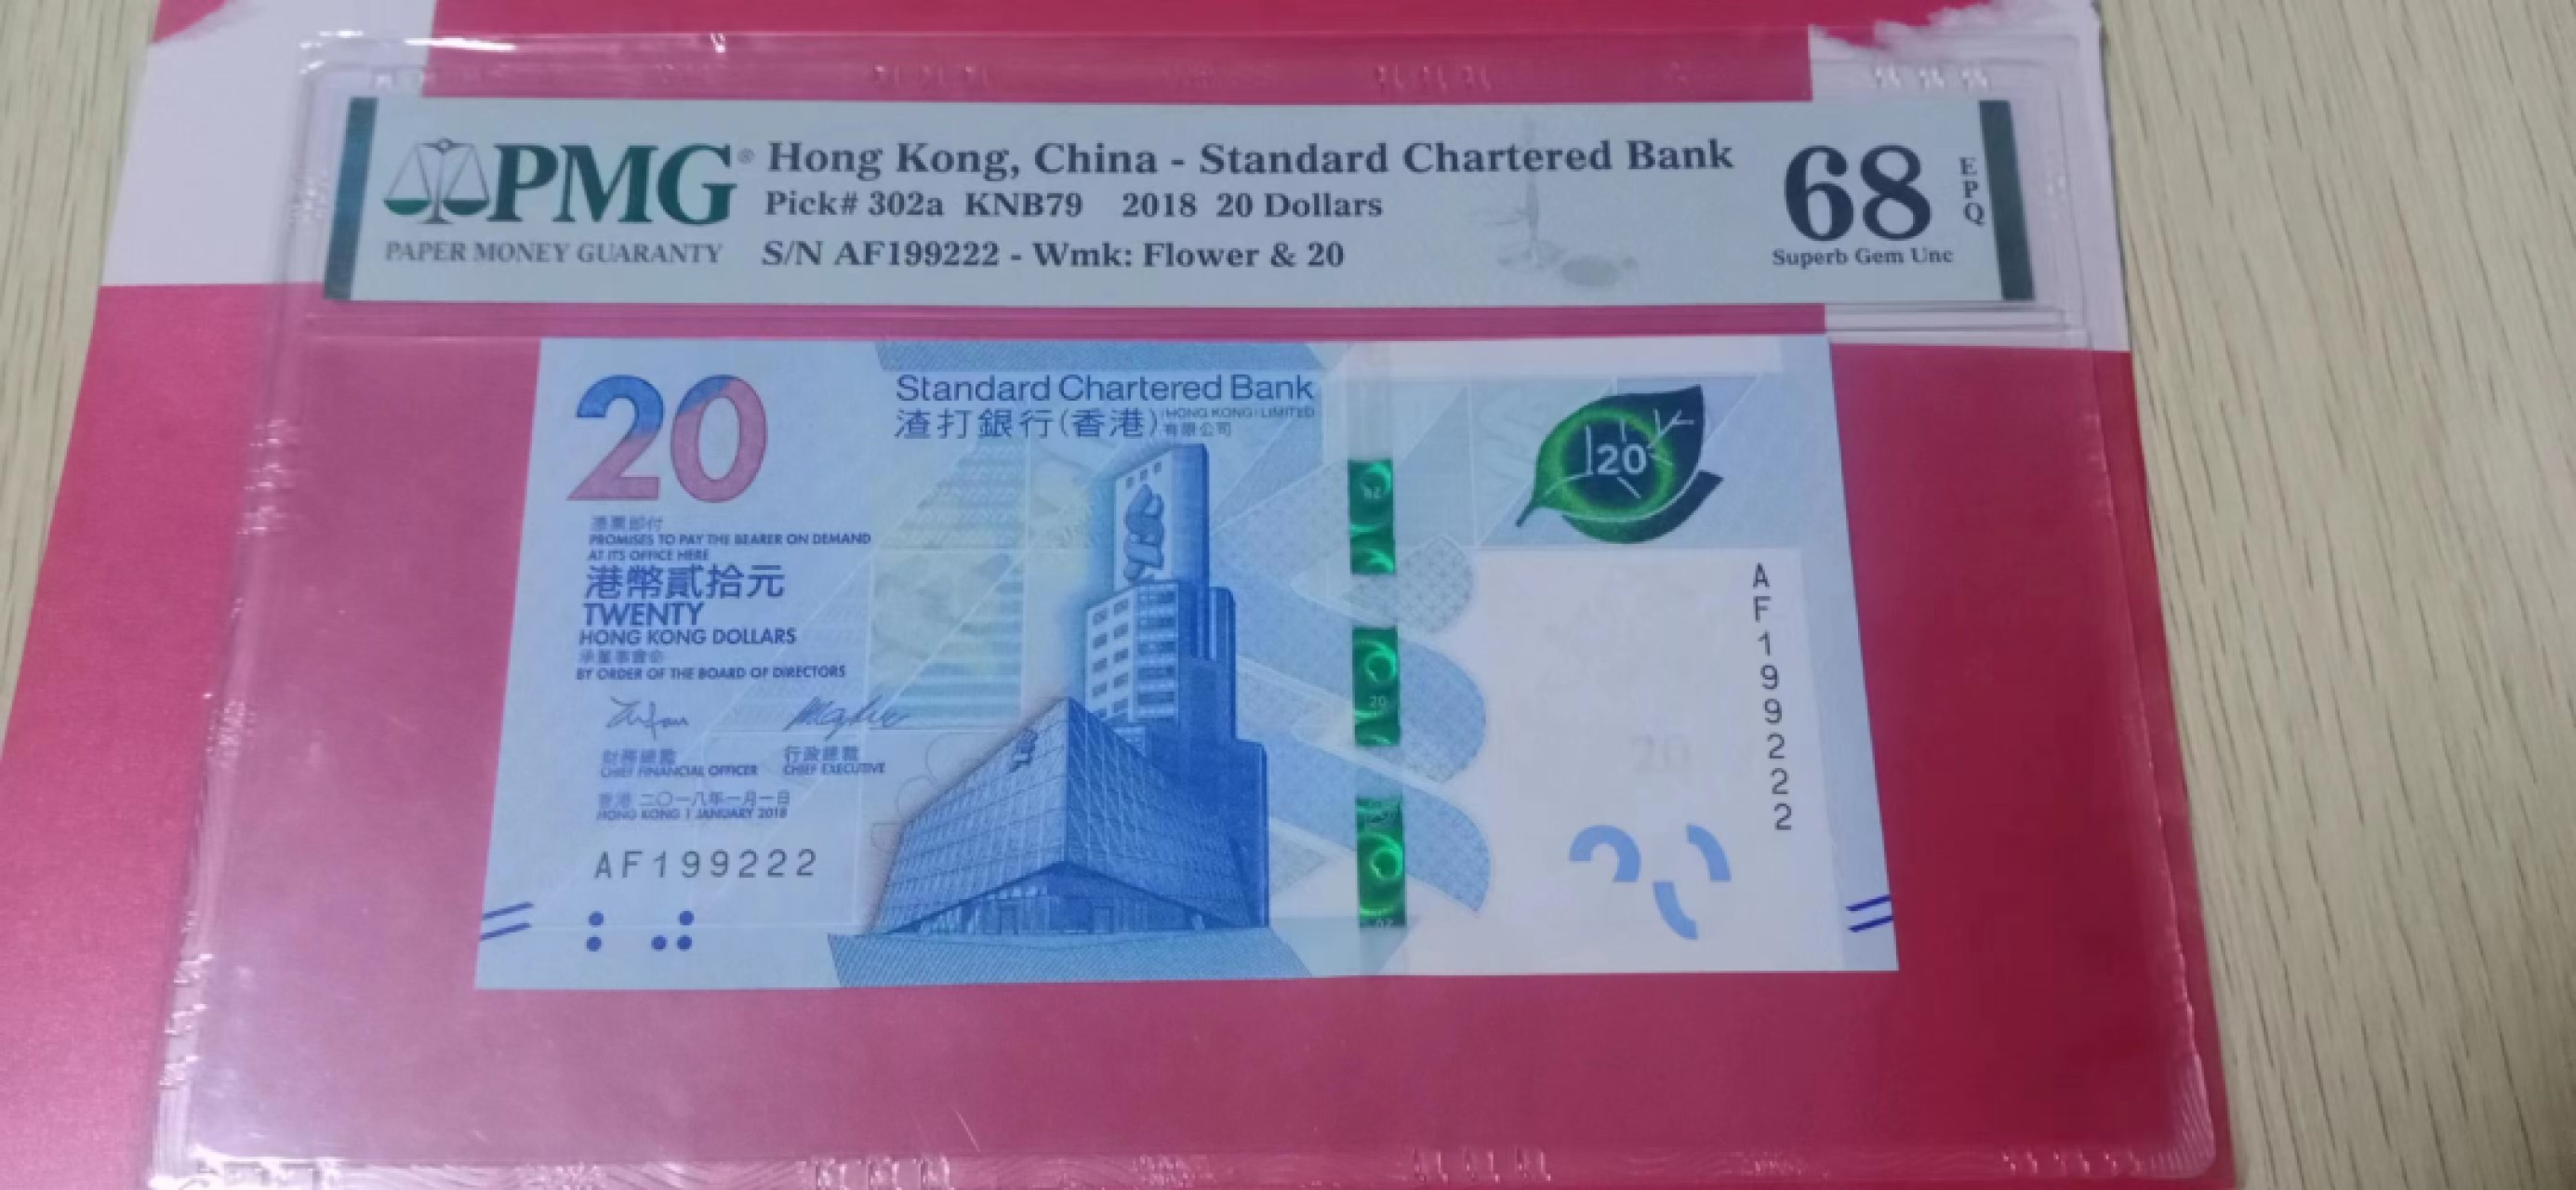 PMG® Hong Kong, China - Standard Chartered Bank
PAPER MONEY GUARANTY
Pick# 302a KNB79 2018 20 Dollars
S/N AF199222 - Wmk: Flower & 20
68 EPQ
Superb Gem Unc
20
Standard Chartered Bank
渣打銀行(香港) (HONG KONG) LIMITED
有限公司
20
憑票即付
PROMISES TO PAY THE BEARER ON DEMAND
AT ITS OFFICE HERE
港幣貳拾元
TWENTY
HONG KONG DOLLARS
承董事會命
BY ORDER OF THE BOARD OF DIRECTORS
財務總監 行政總裁
CHIEF FINANCIAL OFFICER CHIEF EXECUTIVE
香港 二〇一八年一月一日
HONG KONG 1 JANUARY 2018
AF199222
AF199222
20
20